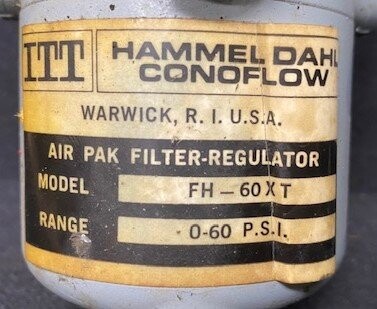 ITT HAMMEL DAHL
CONOFLOW
WARWICK, R. I. U.S.A.
AIR PAK FILTER-REGULATOR
MODEL FH-60XT
RANGE 0-60 P.S.I.